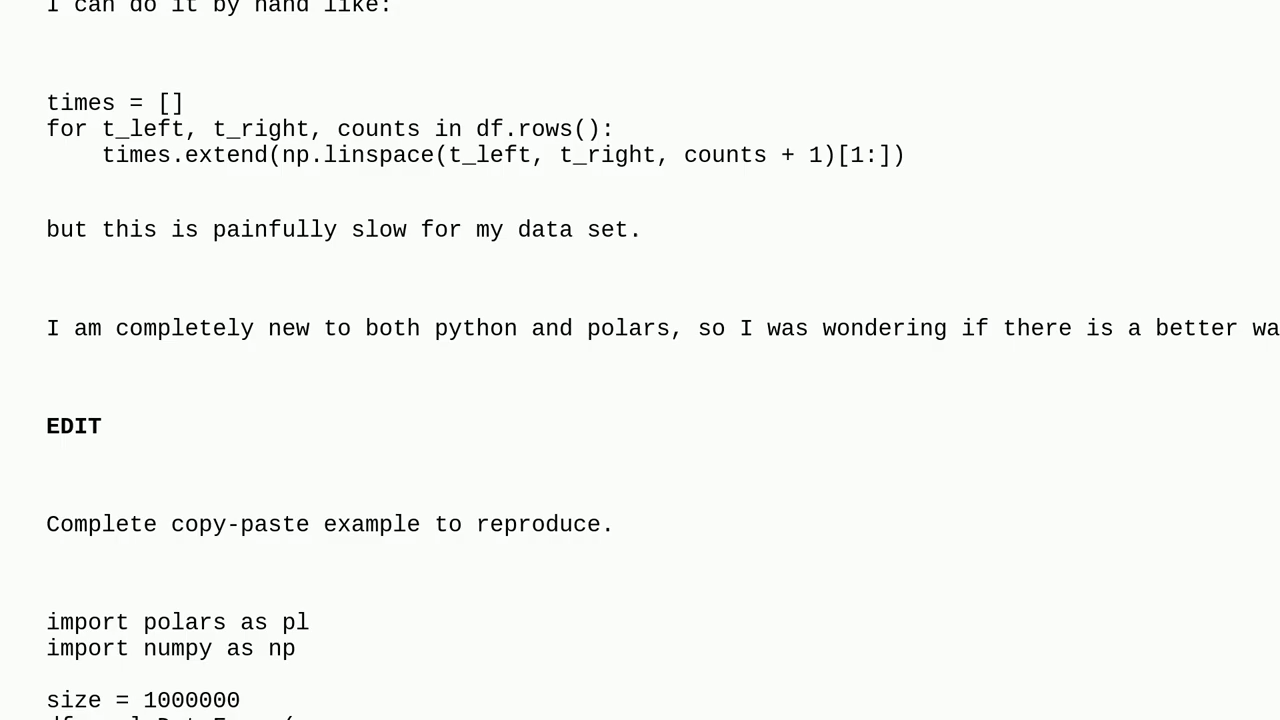 I can do it by hand like:
times = []
for t_left, t_right, counts in df.rows():
    times.extend(np.linspace(t_left, t_right, counts + 1)[1:])
but this is painfully slow for my data set.
I am completely new to both python and polars, so I was wondering if there is a better wa
EDIT
Complete copy-paste example to reproduce.
import polars as pl
import numpy as np
size = 1000000
df = pl.DataFrame(